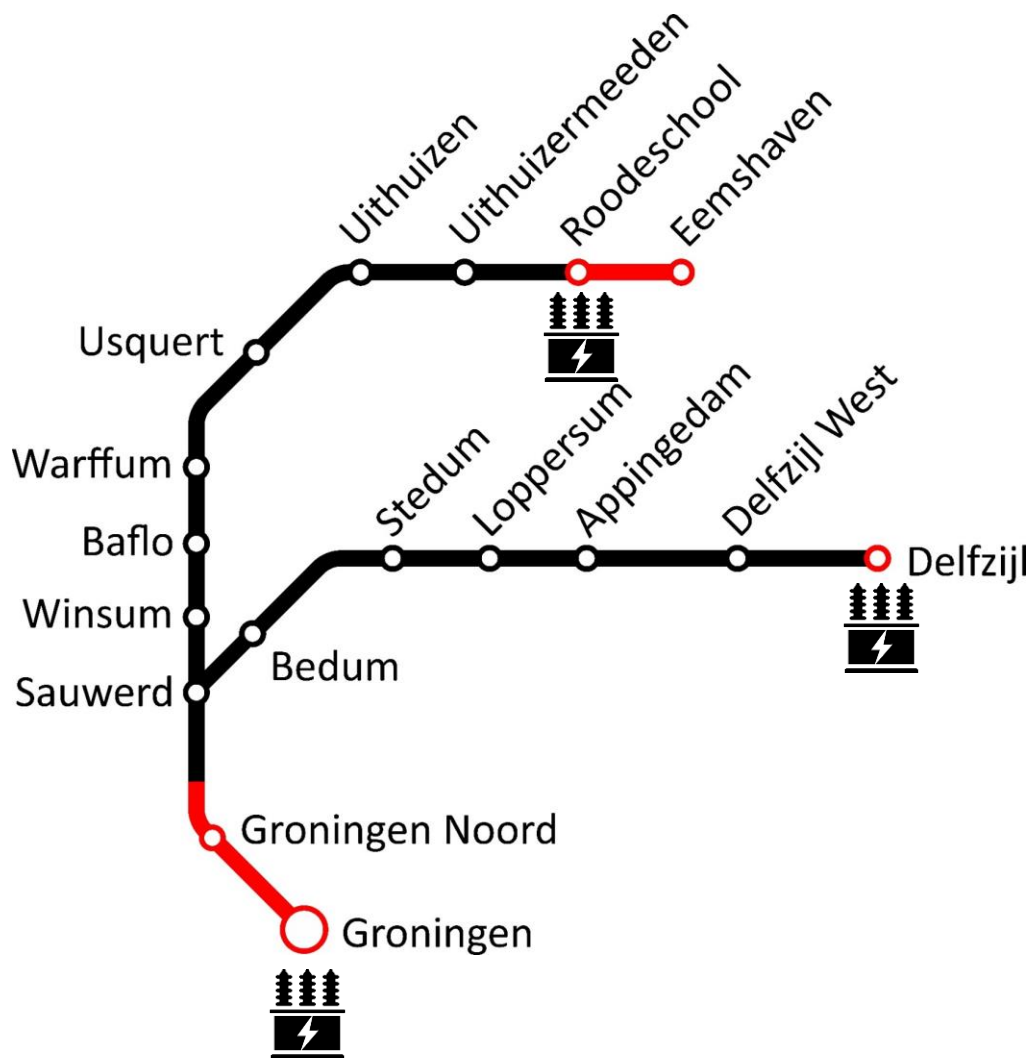 Uithuizen
Uithuizermeeden
Roodeschool
Eemshaven
Usquert
Warffum
Baflo
Winsum
Sauwerd
Stedum
Loppersum
Appingedam
Delfzijl West
Delfzijl
Bedum
Groningen Noord
Groningen